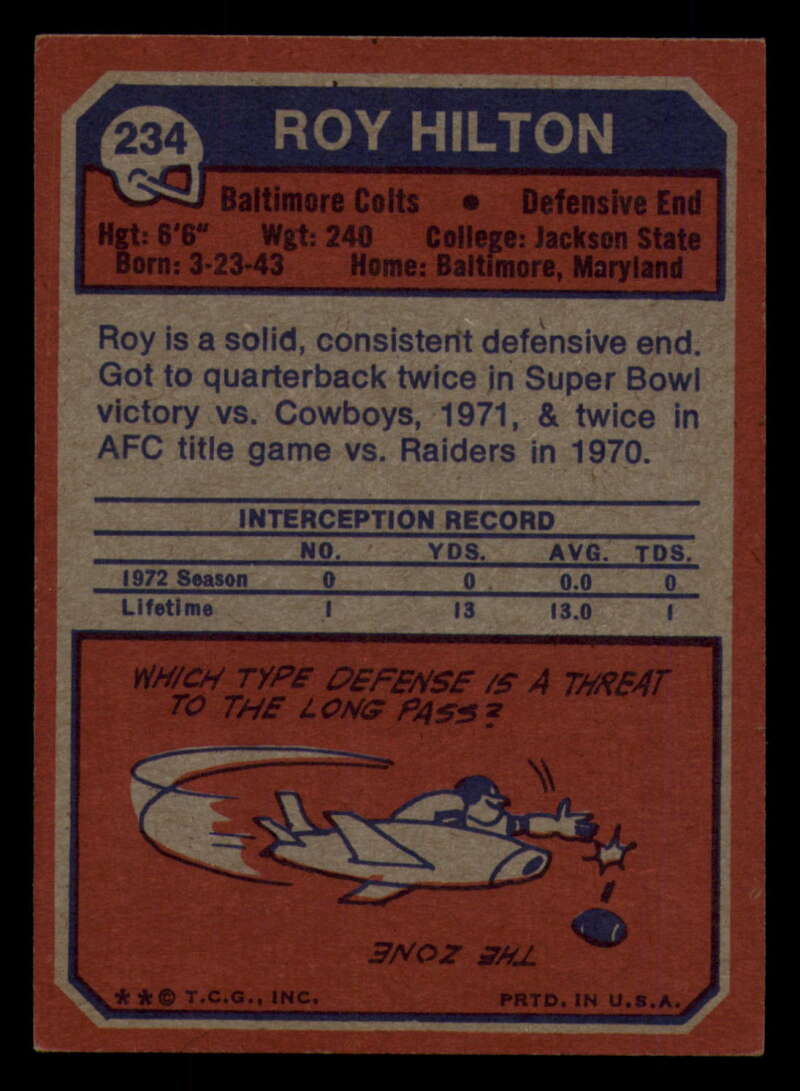 234
ROY HILTON
Baltimore Colts • Defensive End
Hgt: 6'6" Wgt: 240 College: Jackson State
Born: 3-23-43 Home: Baltimore, Maryland
Roy is a solid, consistent defensive end.
Got to quarterback twice in Super Bowl
victory vs. Cowboys, 1971, & twice in
AFC title game vs. Raiders in 1970.
INTERCEPTION RECORD
NO. YDS. AVG. TDS.
1972 Season 0 0 0.0 0
Lifetime 1 13 13.0 1
WHICH TYPE DEFENSE IS A THREAT
TO THE LONG PASS?
THE ZONE
**© T.C.G., INC. PRTD. IN U.S.A.